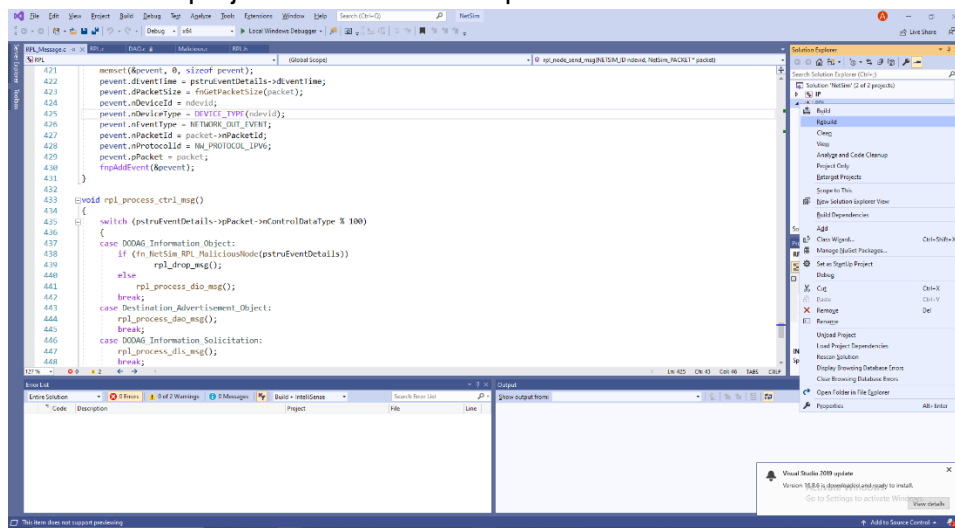 File Edit View Project Build Debug Test Analyze Tools Extensions Window Help Search (Ctrl+Q) NetSim
Debug x64 Local Windows Debugger Live Share
RPL_Message.c RPL.c DAO.c Malicious.c RPL.h
RPL (Global Scope) rpl_node_send_msg(NETSIM_ID ndevid, NetSim_PACKET* packet)
421 memset(&pevent, 0, sizeof pevent);
422 pevent.dEventTime = pstruEventDetails->dEventTime;
423 pevent.dPacketSize = fnGetPacketSize(packet);
424 pevent.nDeviceId = ndevid;
425 pevent.nDeviceType = DEVICE_TYPE(ndevid);
426 pevent.nEventType = NETWORK_OUT_EVENT;
427 pevent.nPacketId = packet->nPacketId;
428 pevent.nProtocolId = NW_PROTOCOL_IPV6;
429 pevent.pPacket = packet;
430 fnpAddEvent(&pevent);
431 }
432
433 void rpl_process_ctrl_msg()
434 {
435 switch (pstruEventDetails->pPacket->nControlDataType % 100)
436 {
437 case DODAG_Information_Object:
438 if (fn_NetSim_RPL_MaliciousNode(pstruEventDetails))
439 rpl_drop_msg();
440 else
441 rpl_process_dio_msg();
442 break;
443 case Destination_Advertisement_Object:
444 rpl_process_dao_msg();
445 break;
446 case DODAG_Information_Solicitation:
447 rpl_process_dis_msg();
448 break;
127 % 0 2 Ln: 425 Ch: 43 Col: 46 TABS CRLF
Server Explorer
Toolbox
Solution Explorer
Search Solution Explorer (Ctrl+;)
Solution 'NetSim' (2 of 2 projects)
IP
RPL
Build
Rebuild
Clean
View
Analyze and Code Cleanup
Project Only
Retarget Projects
Scope to This
New Solution Explorer View
Build Dependencies
Add
Class Wizard... Ctrl+Shift+X
Manage NuGet Packages...
Set as StartUp Project
Debug
Cut Ctrl+X
Paste Ctrl+V
Remove Del
Rename
Unload Project
Load Project Dependencies
Rescan Solution
Display Browsing Database Errors
Clear Browsing Database Errors
Open Folder in File Explorer
Properties Alt+Enter
Error List
Entire Solution 0 Errors 0 of 2 Warnings 0 Messages Build + IntelliSense Search Error List
Code Description Project File Line
Output
Show output from:
Visual Studio 2019 update
Version 16.8.6 is downloaded and ready to install.
Activate Windows
Go to Settings to activate Windows.
View details
This item does not support previewing Add to Source Control